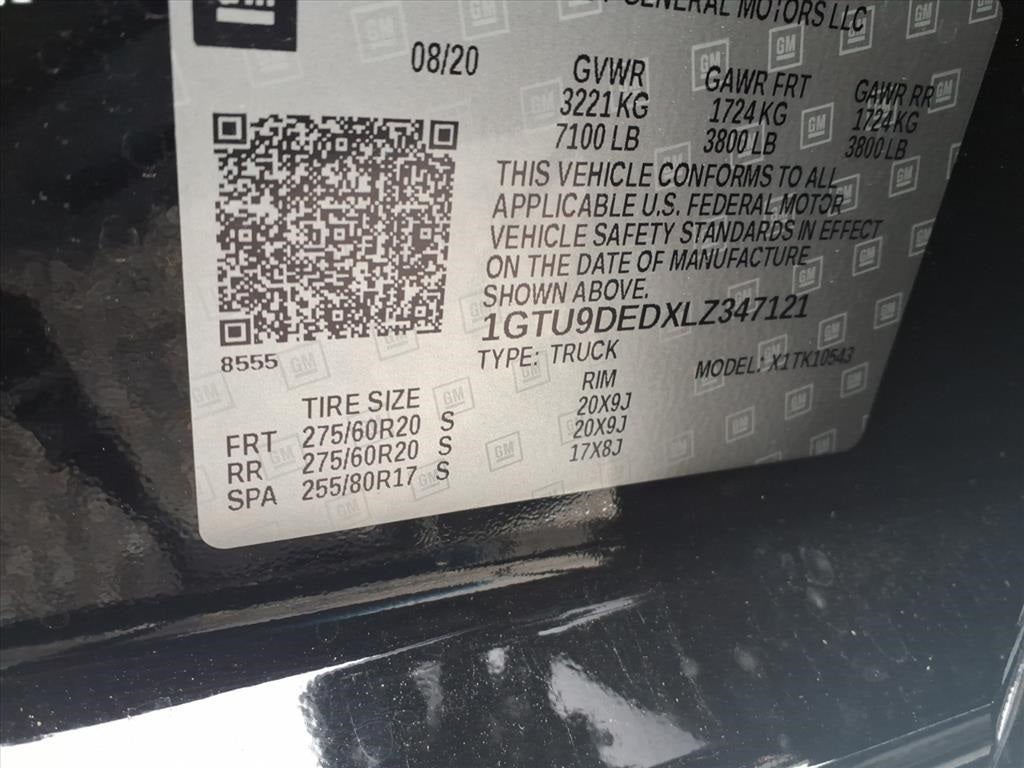 GM
GENERAL MOTORS LLC
08/20
GVWR GAWR FRT GAWR RR
3221 KG 1724 KG 1724 KG
7100 LB 3800 LB 3800 LB
THIS VEHICLE CONFORMS TO ALL
APPLICABLE U.S. FEDERAL MOTOR
VEHICLE SAFETY STANDARDS IN EFFECT
ON THE DATE OF MANUFACTURE
SHOWN ABOVE.
1GTU9DEDXLZ347121
8555
TYPE: TRUCK MODEL: X1TK10543
TIRE SIZE RIM
FRT 275/60R20 S 20X9J
RR 275/60R20 S 20X9J
SPA 255/80R17 S 17X8J